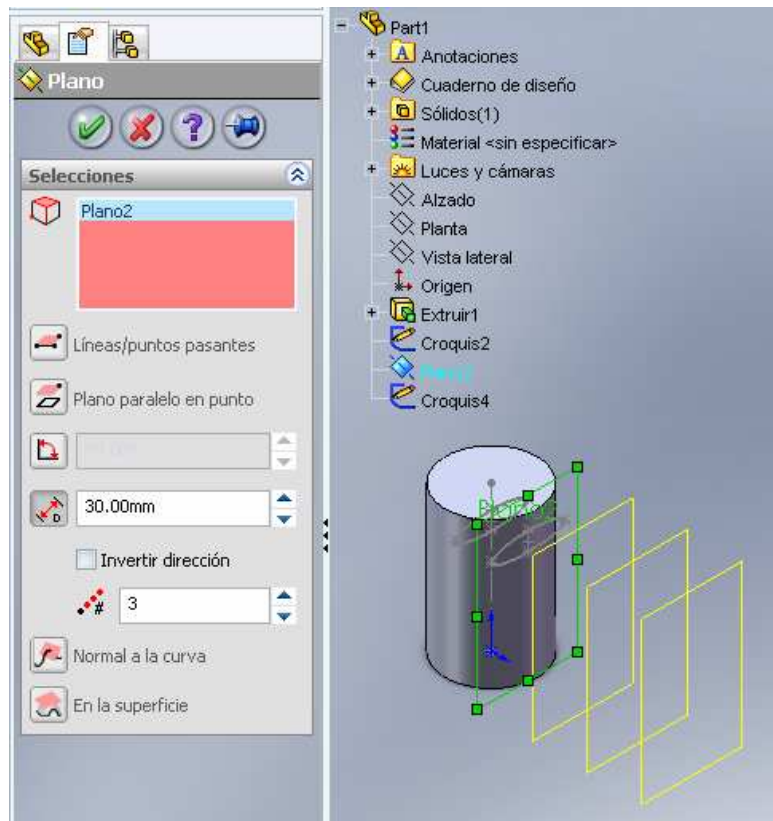 Plano
Selecciones
Plano2
Líneas/puntos pasantes
Plano paralelo en punto
30.00mm
Invertir dirección
# 3
Normal a la curva
En la superficie
Part1
A Anotaciones
Cuaderno de diseño
Sólidos(1)
Material <sin especificar>
Luces y cámaras
Alzado
Planta
Vista lateral
Origen
Extruir1
Croquis2
Plano2
Croquis4